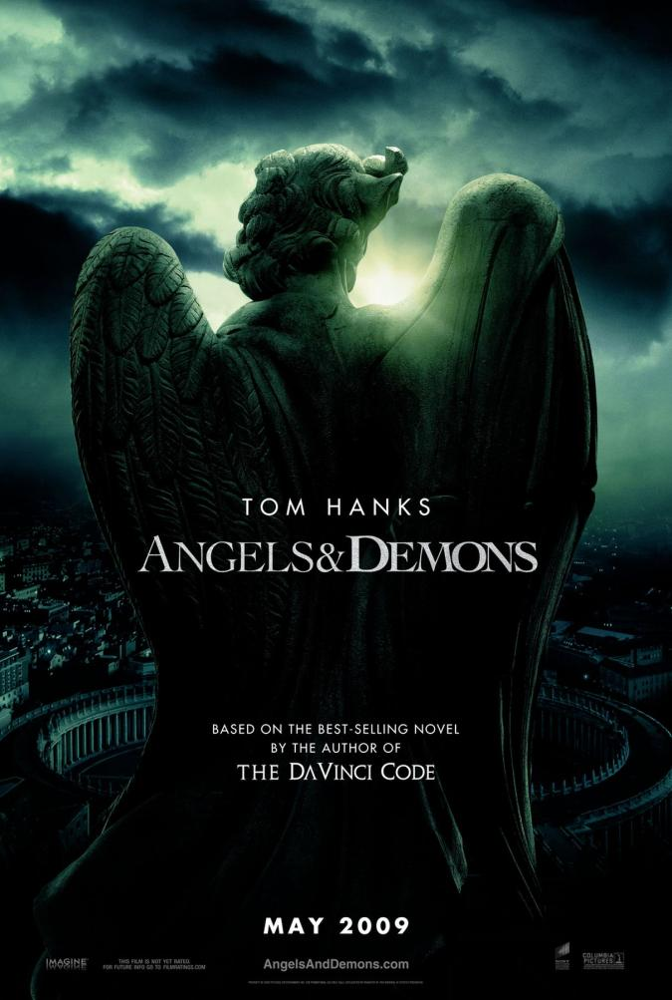 TOM HANKS
ANGELS&DEMONS
BASED ON THE BEST-SELLING NOVEL
BY THE AUTHOR OF
THE DAVINCI CODE
MAY 2009
IMAGINE
THIS FILM IS NOT YET RATED.
FOR FUTURE INFO GO TO FILMRATINGS.COM
AngelsAndDemons.com
COLUMBIA
PICTURES